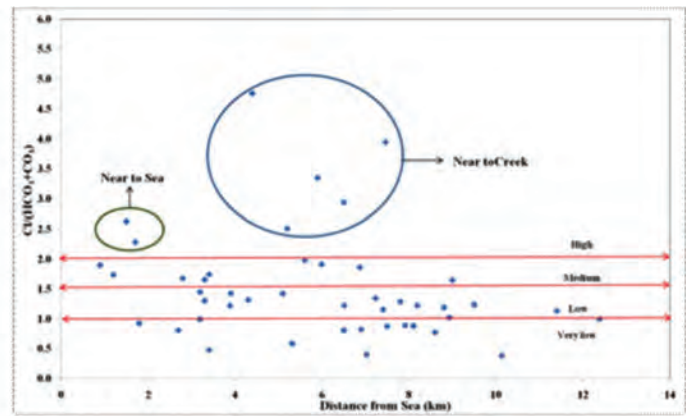 6.0
5.5
5.0
4.5
4.0
3.5
3.0
2.5
2.0
1.5
1.0
0.5
0.0
Cl/(HCO₃+CO₃)
Near to Sea
Near toCreek
High
Medium
Low
Very low
0 2 4 6 8 10 12 14
Distance from Sea (km)